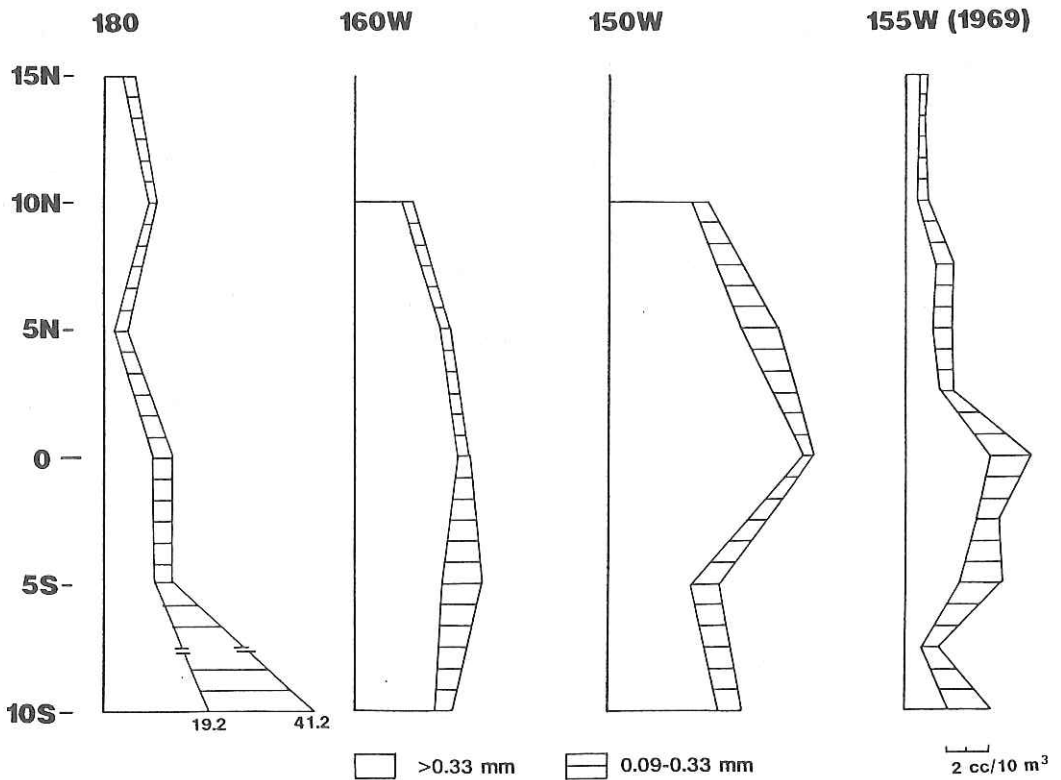 180 160W 150W 155W (1969)
15N-
10N-
5N-
0 —
5S-
10S-
19.2 41.2
>0.33 mm 0.09-0.33 mm 2 cc/10 m³